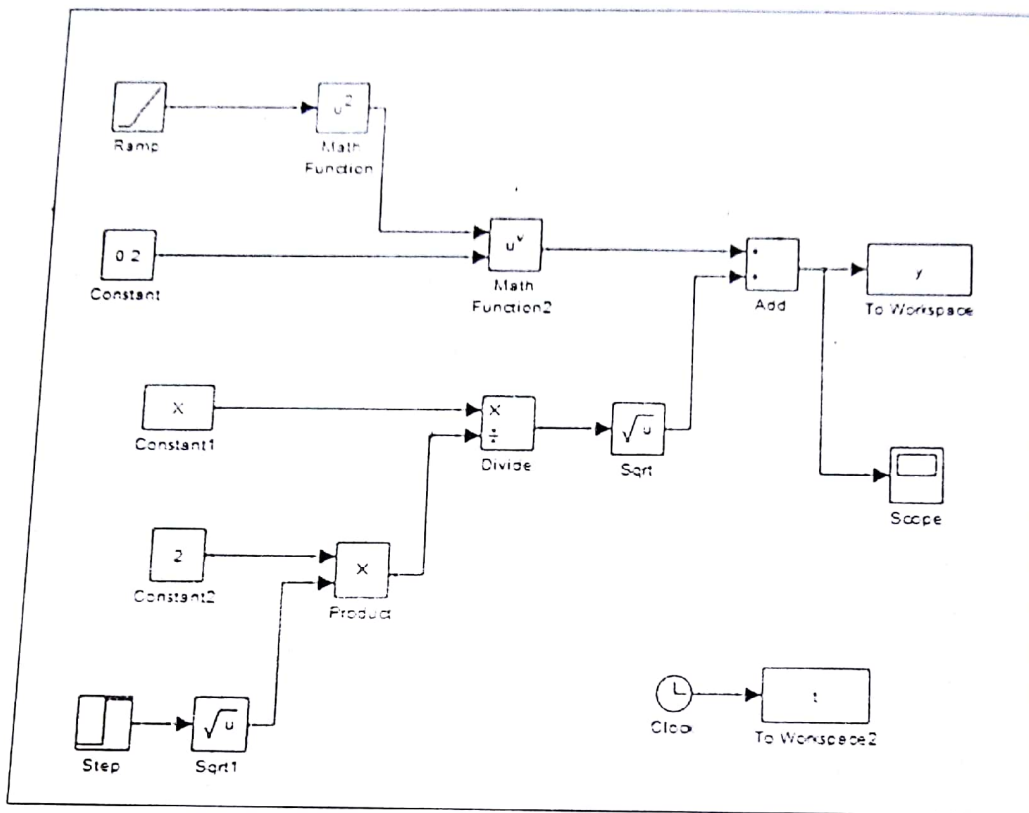 u²
Ramp
Math
Function
0.2
Constant
uᵛ
Math
Function2
Add
y
To Workspace
X
Constant1
×
÷
Divide
√u
Sqrt
Scope
2
Constant2
×
Product
Step
√u
Sqrt1
Clock
t
To Workspace2